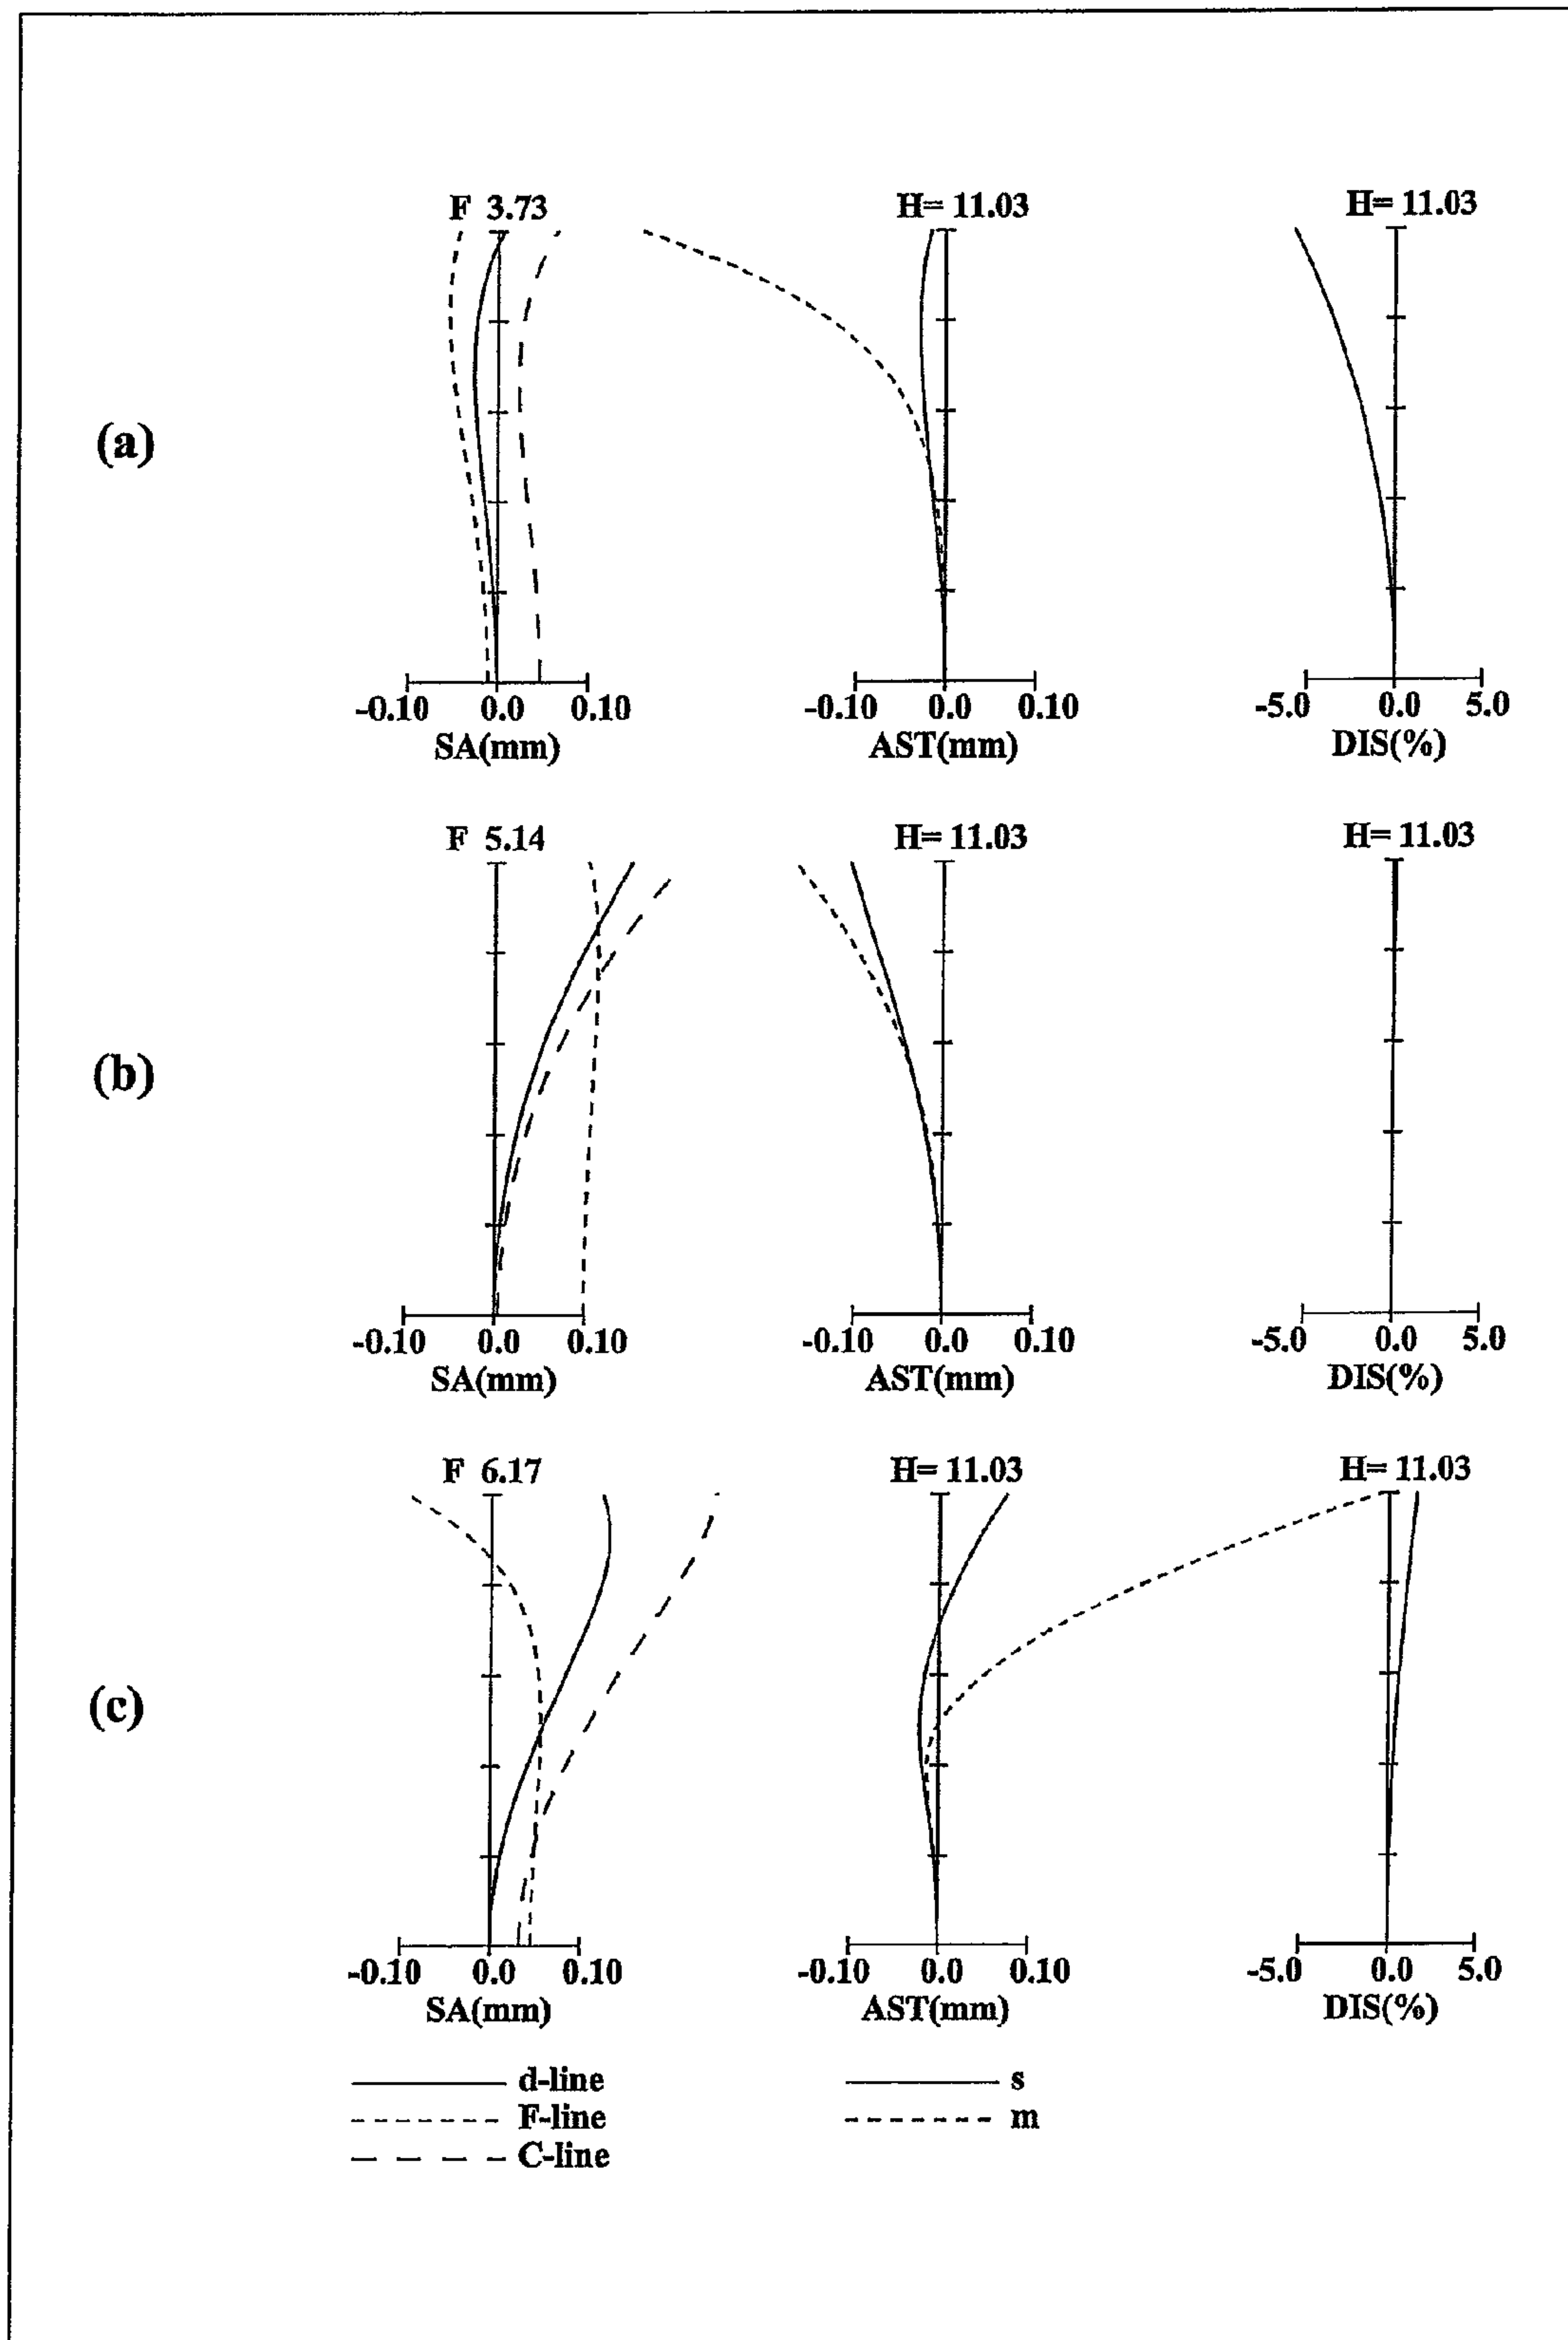 F 3.73 H= 11.03 H= 11.03
(a)
-0.10 0.0 0.10 -0.10 0.0 0.10 -5.0 0.0 5.0
SA(mm) AST(mm) DIS(%)
F 5.14 H= 11.03 H= 11.03
(b)
-0.10 0.0 0.10 -0.10 0.0 0.10 -5.0 0.0 5.0
SA(mm) AST(mm) DIS(%)
F 6.17 H= 11.03 H= 11.03
(c)
-0.10 0.0 0.10 -0.10 0.0 0.10 -5.0 0.0 5.0
SA(mm) AST(mm) DIS(%)
d-line s
F-line m
C-line